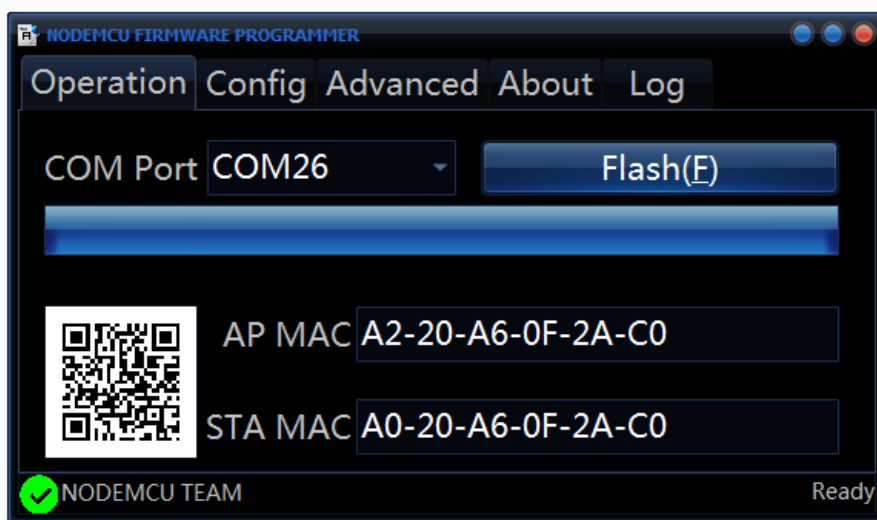 NODEMCU FIRMWARE PROGRAMMER
Operation Config Advanced About Log
COM Port COM26 Flash(F)
AP MAC A2-20-A6-0F-2A-C0
STA MAC A0-20-A6-0F-2A-C0
NODEMCU TEAM Ready